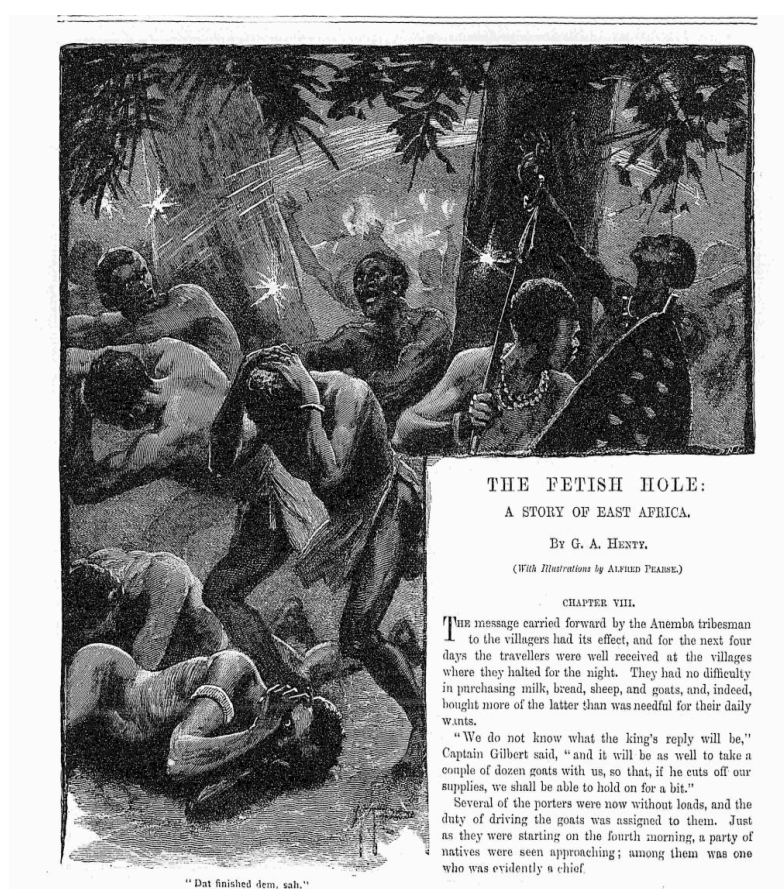 THE FETISH HOLE:
A STORY OF EAST AFRICA.
BY G. A. HENTY.
(With Illustrations by ALFRED PEARSE.)
CHAPTER VIII.
THE message carried forward by the Auemba tribesman
to the villagers had its effect, and for the next four
days the travellers were well received at the villages
where they halted for the night. They had no difficulty
in purchasing milk, bread, sheep, and goats, and, indeed,
bought more of the latter than was needful for their daily
wants.
"We do not know what the king's reply will be,"
Captain Gilbert said, "and it will be as well to take a
couple of dozen goats with us, so that, if he cuts off our
supplies, we shall be able to hold on for a bit."
Several of the porters were now without loads, and the
duty of driving the goats was assigned to them. Just
as they were starting on the fourth morning, a party of
natives were seen approaching; among them was one
who was evidently a chief.
"Dat finished dem, sah."